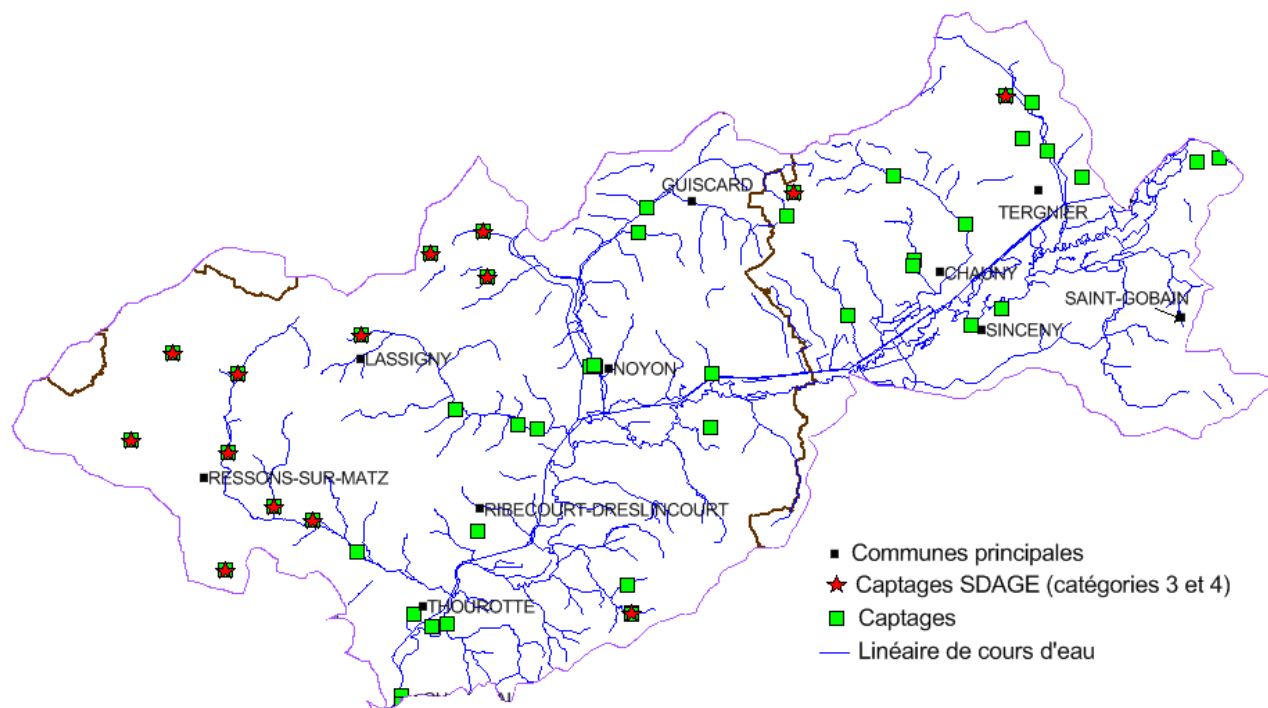 GUISCARD
TERGNIER
CHAUNY
SAINT-GOBAIN
SINCENY
LASSIGNY
NOYON
RESSONS-SUR-MATZ
RIBECOURT-DRESLINCOURT
THOUROTTE
Communes principales
Captages SDAGE (catégories 3 et 4)
Captages
Linéaire de cours d'eau